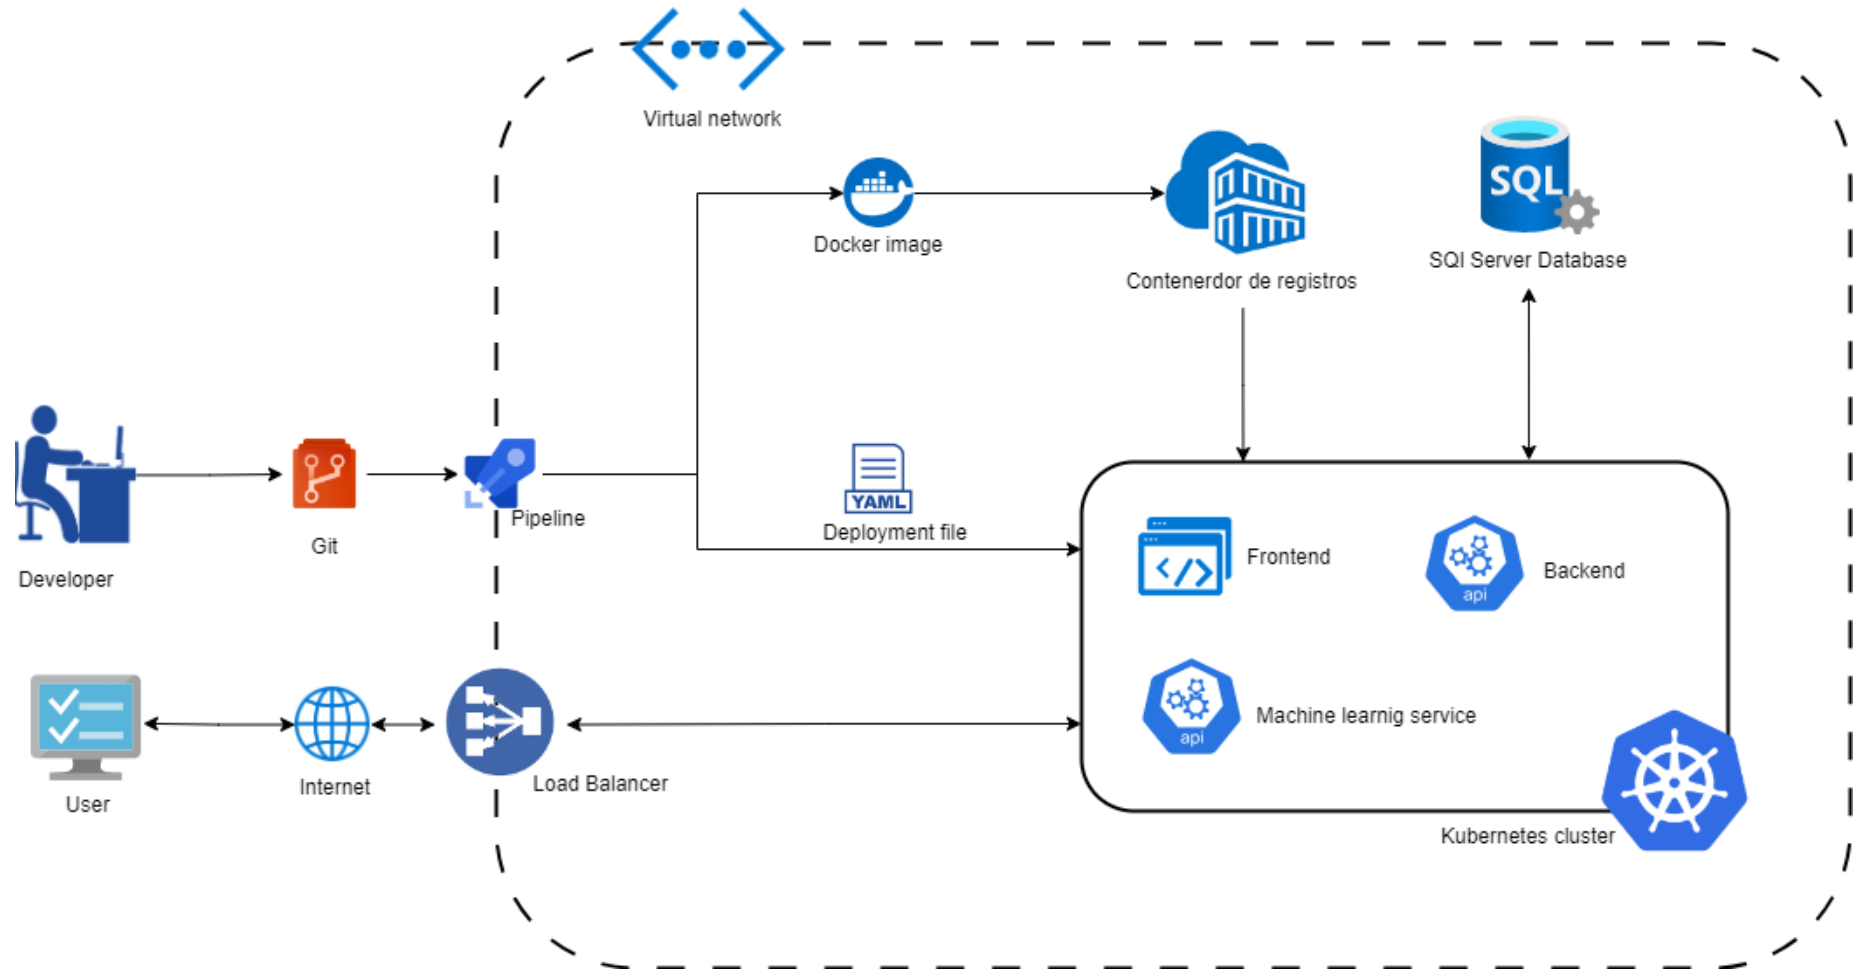 Virtual network
Docker image
Contenerdor de registros
SQL
SQl Server Database
Developer
Git
Pipeline
YAML
Deployment file
Frontend
api
Backend
api
Machine learnig service
User
Internet
Load Balancer
Kubernetes cluster